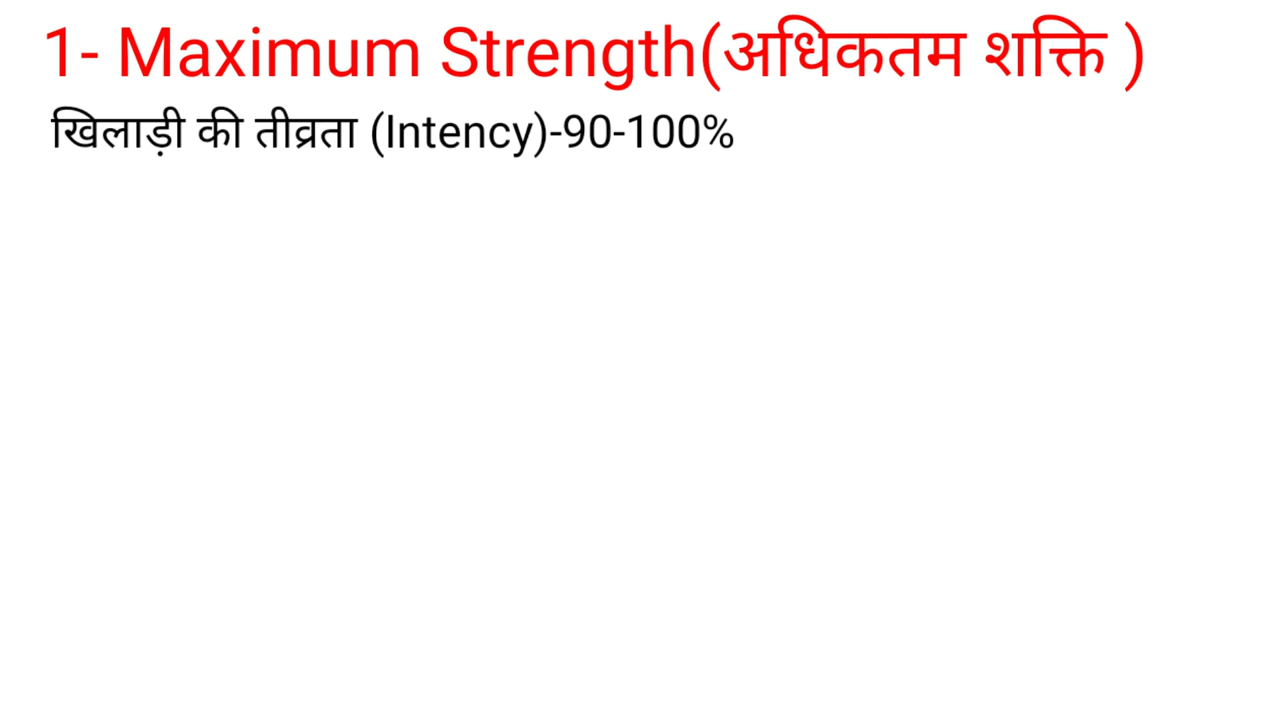 1- Maximum Strength(अधिकतम शक्ति )
खिलाड़ी की तीव्रता (Intency)-90-100%